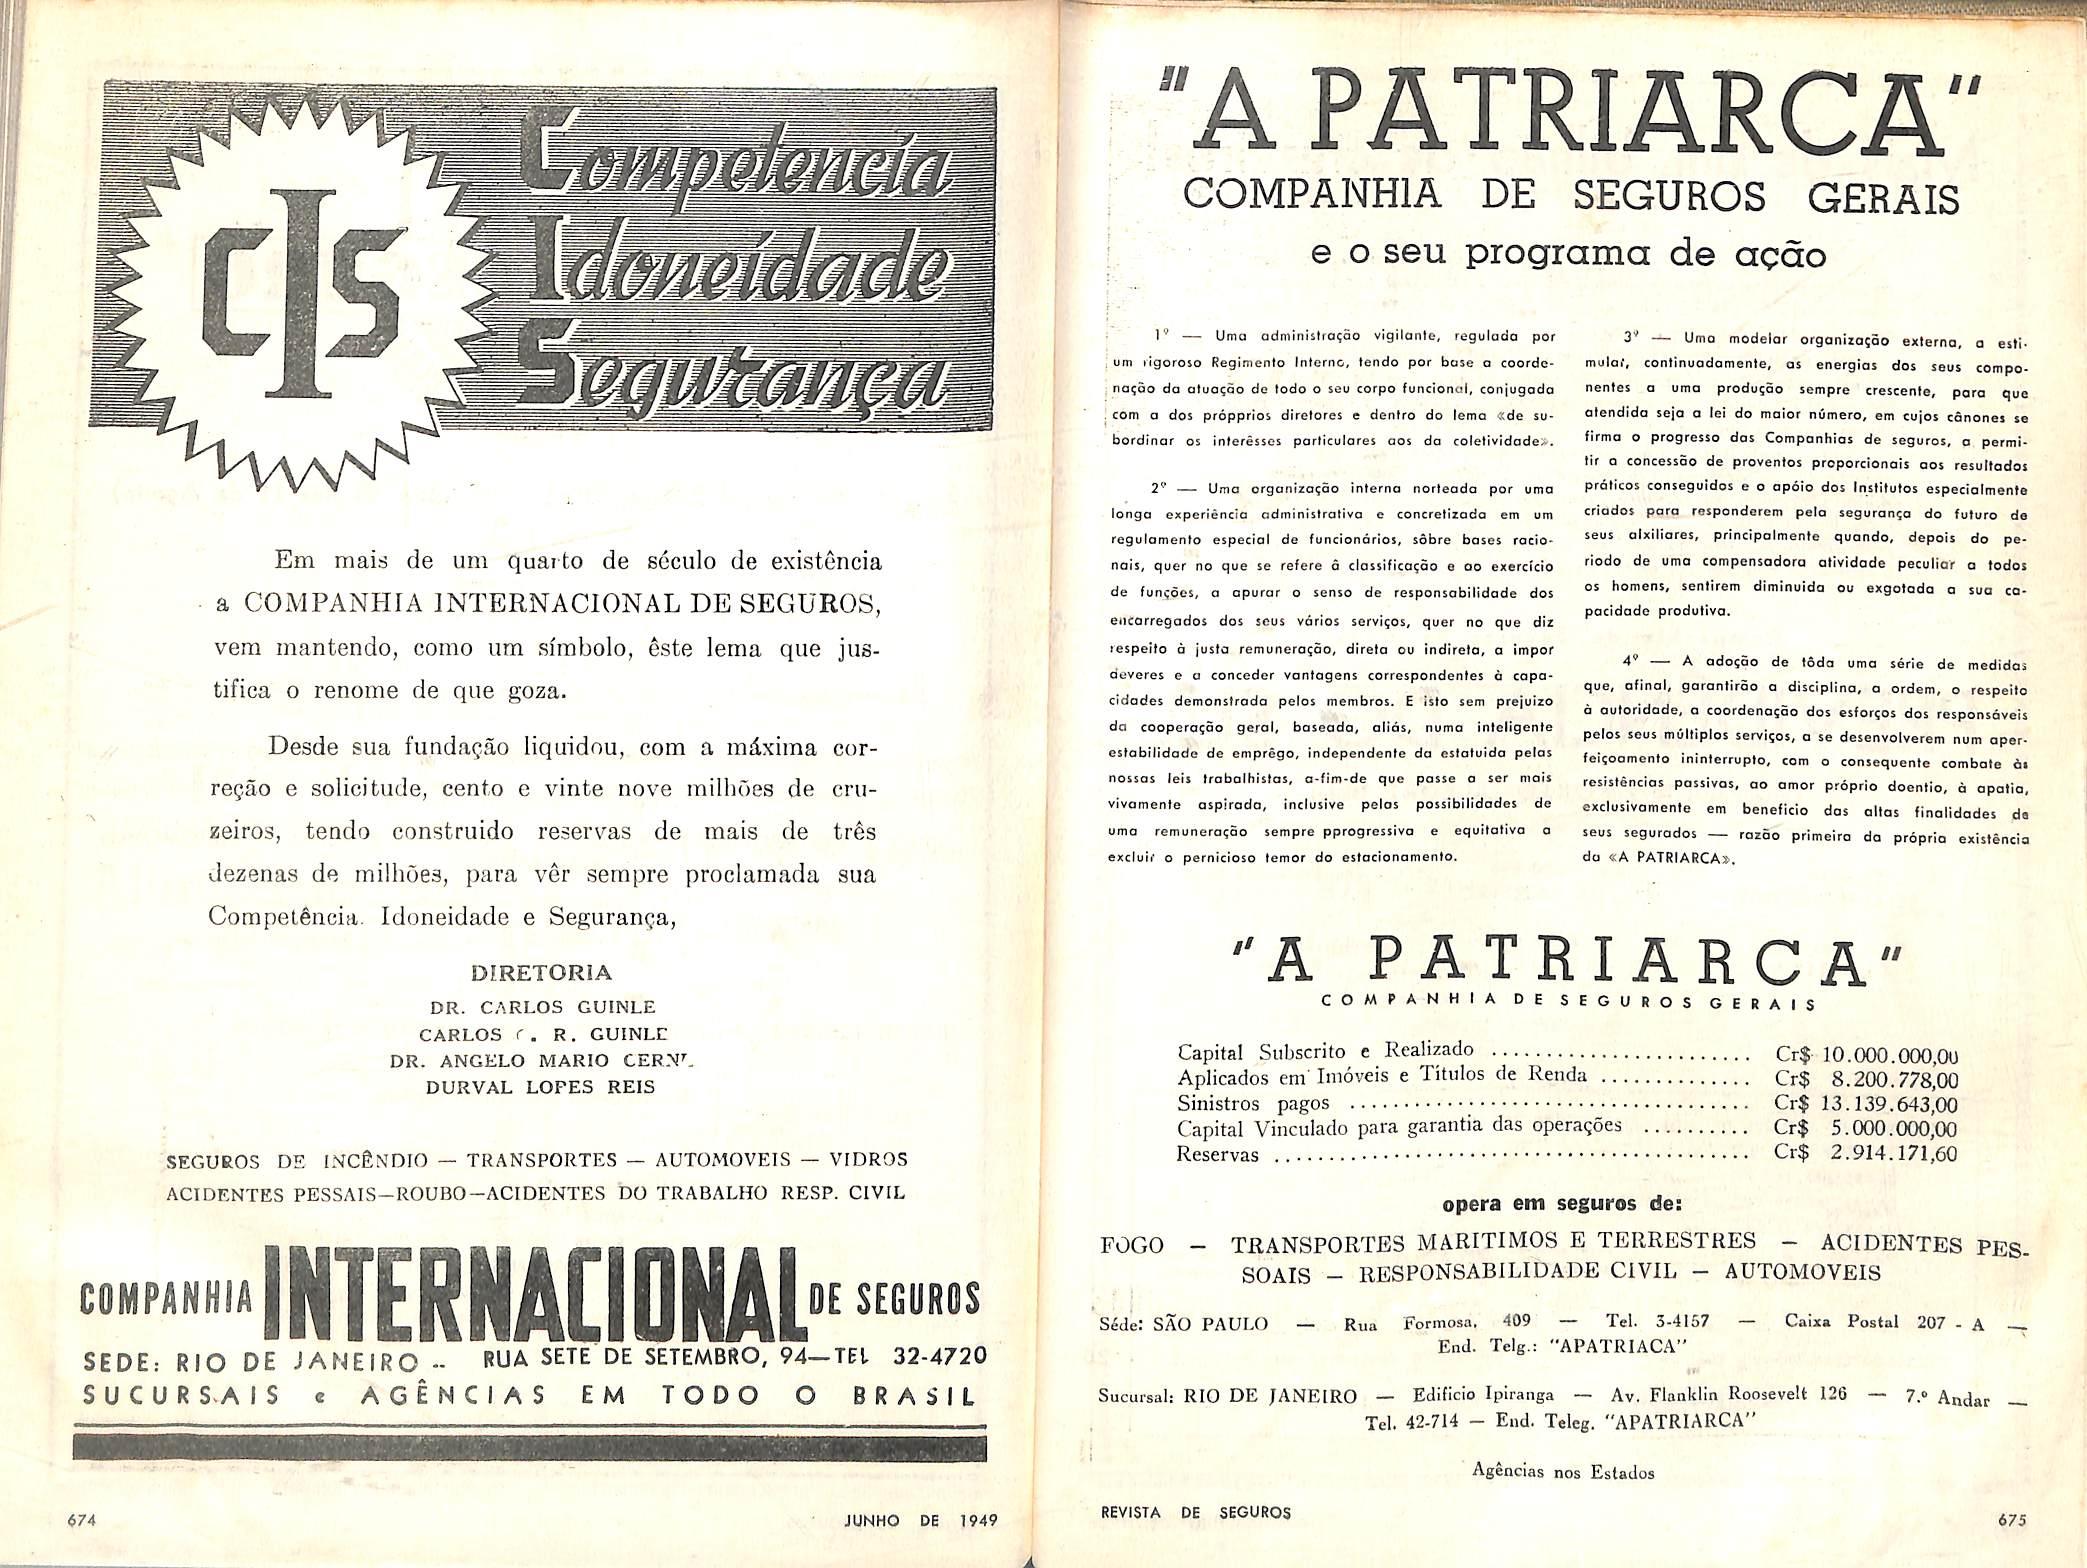 CIS
Competencia
Idoneidade
Segurança
Em mais de um quarto de século de existência
a COMPANHIA INTERNACIONAL DE SEGUROS,
vem mantendo, como um símbolo, êste lema que jus-
tifica o renome de que goza.
Desde sua fundação liquidou, com a máxima cor-
reção e solicitude, cento e vinte nove milhões de cru-
zeiros, tendo construido reservas de mais de três
dezenas de milhões, para vêr sempre proclamada sua
Competência. Idoneidade e Segurança,
DIRETORIA
DR. CARLOS GUINLE
CARLOS . R. GUINLE
DR. ANGELO MARIO
DURVAL LOPES REIS
SEGUROS DE INCÊNDIO — TRANSPORTES — AUTOMOVEIS — VIDROS
ACIDENTES PESSAIS—ROUBO—ACIDENTES DO TRABALHO RESP. CIVIL
COMPANHIA INTERNACIONAL DE SEGUROS
SEDE: RIO DE JANEIRO -- RUA SETE DE SETEMBRO, 94—TEL 32-4720
SUCURSAIS e AGÊNCIAS EM TODO O BRASIL
674 JUNHO DE 1949
"A PATRIARCA"
COMPANHIA DE SEGUROS GERAIS
e o seu programa de ação
1º — Uma administração vigilante, regulada por
um rigoroso Regimento Interno, tendo por base a coorde-
nação da atuação de todo o seu corpo funcional, conjugada
com a dos própprios diretores e dentro do lema «de su-
bordinar os interêsses particulares aos da coletividade».
2º — Uma organização interna norteada por uma
longa experiência administrativa e concretizada em um
regulamento especial de funcionários, sôbre bases racio-
nais, quer no que se refere â classificação e ao exercício
de funções, a apurar o senso de responsabilidade dos
encarregados dos seus vários serviços, quer no que diz
respeito à justa remuneração, direta ou indireta, a impor
deveres e a conceder vantagens correspondentes à capa-
cidades demonstrada pelos membros. E isto sem prejuizo
da cooperação geral, baseada, aliás, numa inteligente
estabilidade de emprêgo, independente da estatuida pelas
nossas leis trabalhistas, a-fim-de que passe a ser mais
vivamente aspirada, inclusive pelas possibilidades de
uma remuneração sempre pprogressiva e equitativa a
excluir o pernicioso temor do estacionamento.
3º — Uma modelar organização externa, a esti-
mular, continuadamente, as energias dos seus compo-
nentes a uma produção sempre crescente, para que
atendida seja a lei do maior número, em cujos cânones se
firma o progresso das Companhias de seguros, a permi-
tir a concessão de proventos proporcionais aos resultados
práticos conseguidos e o apóio dos Institutos especialmente
criados para responderem pela segurança do futuro de
seus alxiliares, principalmente quando, depois do pe-
riodo de uma compensadora atividade peculiar a todos
os homens, sentirem diminuida ou exgotada a sua ca-
pacidade produtiva.
4º — A adoção de tôda uma série de medidas
que, afinal, garantirão a disciplina, a ordem, o respeito
à autoridade, a coordenação dos esforços dos responsáveis
pelos seus múltiplos serviços, a se desenvolverem num aper-
feiçoamento ininterrupto, com o consequente combate às
resistências passivas, ao amor próprio doentio, à apatia,
exclusivamente em beneficio das altas finalidades de
seus segurados — razão primeira da própria existência
da «A PATRIARCA».
"A PATRIARCA"
COMPANHIA DE SEGUROS GERAIS
Capital Subscrito e Realizado ........................ Cr$ 10.000.000,00
Aplicados em Imóveis e Títulos de Renda .............. Cr$ 8.200.778,00
Sinistros pagos ..................................... Cr$ 13.139.643,00
Capital Vinculado para garantia das operações .......... Cr$ 5.000.000,00
Reservas ............................................ Cr$ 2.914.171,60
opera em seguros de:
FOGO — TRANSPORTES MARITIMOS E TERRESTRES — ACIDENTES PES-
SOAIS — RESPONSABILIDADE CIVIL — AUTOMOVEIS
Séde: SÃO PAULO — Rua Formosa, 409 — Tel. 3-4157 — Caixa Postal 207 - A —
End. Telg.: "APATRIACA"
Sucursal: RIO DE JANEIRO — Edificio Ipiranga — Av. Flanklin Roosevelt 126 — 7.º Andar —
Tel. 42-714 — End. Teleg. "APATRIARCA"
Agências nos Estados
REVISTA DE SEGUROS 675